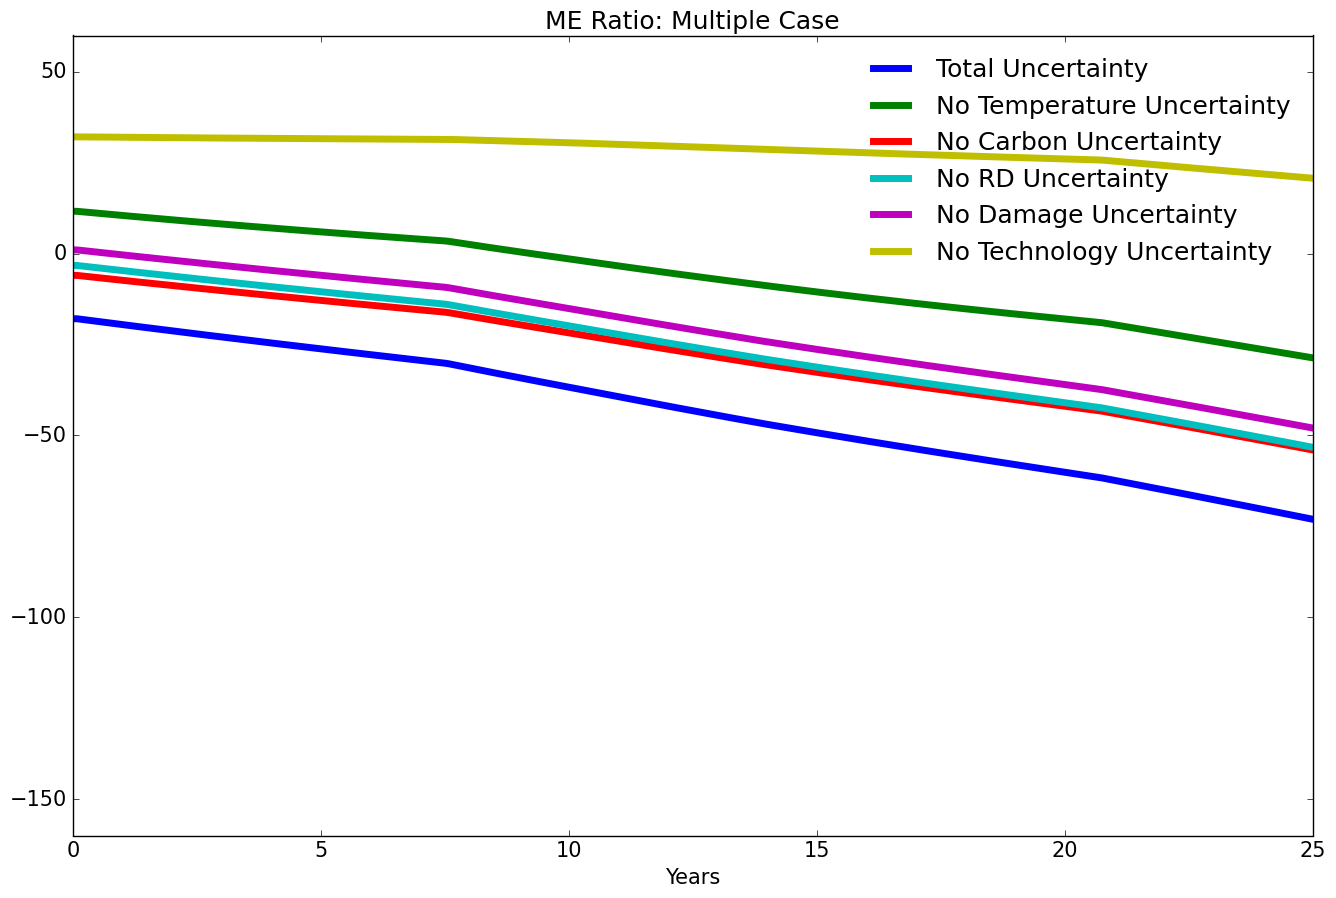 ME Ratio: Multiple Case
50
0
−50
−100
−150
Total Uncertainty
No Temperature Uncertainty
No Carbon Uncertainty
No RD Uncertainty
No Damage Uncertainty
No Technology Uncertainty
0 5 10 15 20 25
Years